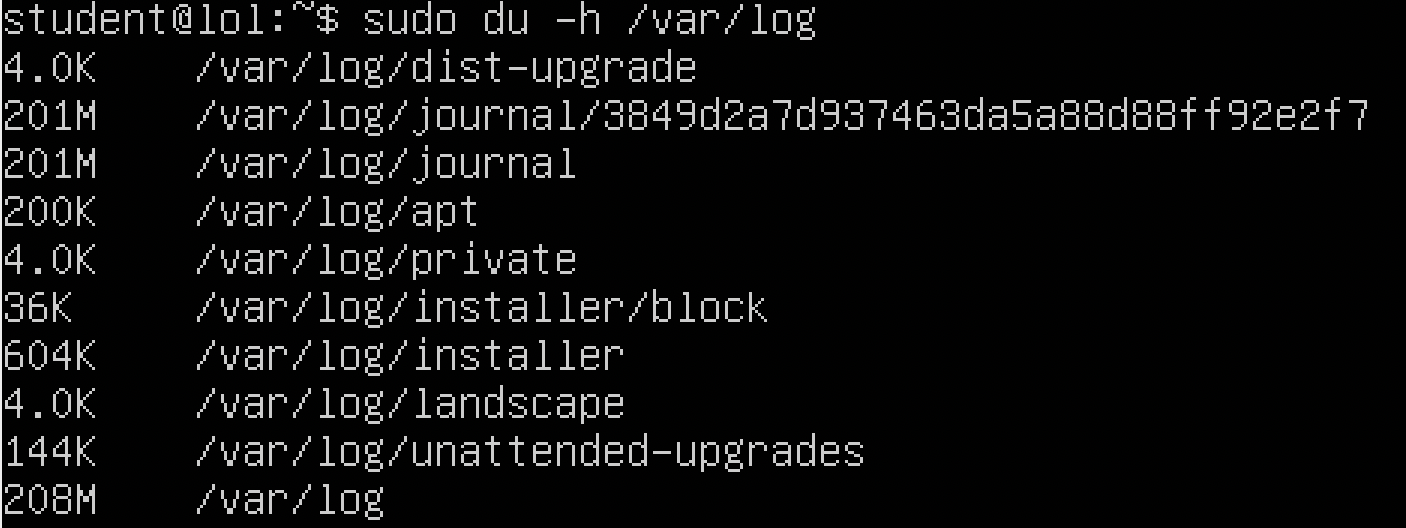 student@lol:~$ sudo du -h /var/log
4.0K /var/log/dist-upgrade
201M /var/log/journal/3849d2a7d937463da5a88d88ff92e2f7
201M /var/log/journal
200K /var/log/apt
4.0K /var/log/private
36K /var/log/installer/block
604K /var/log/installer
4.0K /var/log/landscape
144K /var/log/unattended-upgrades
208M /var/log